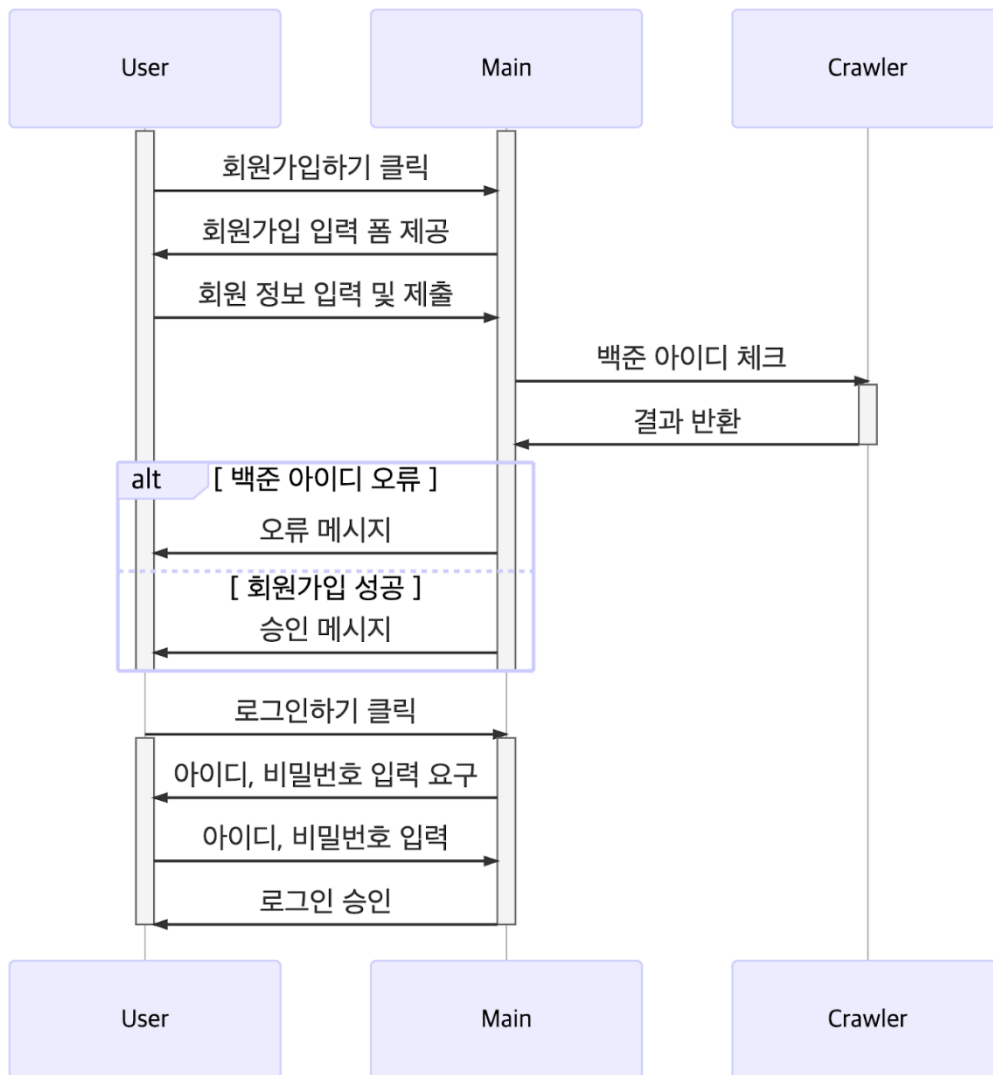 User
Main
Crawler
회원가입하기 클릭
회원가입 입력 폼 제공
회원 정보 입력 및 제출
백준 아이디 체크
결과 반환
alt
[ 백준 아이디 오류 ]
오류 메시지
[ 회원가입 성공 ]
승인 메시지
로그인하기 클릭
아이디, 비밀번호 입력 요구
아이디, 비밀번호 입력
로그인 승인
User
Main
Crawler